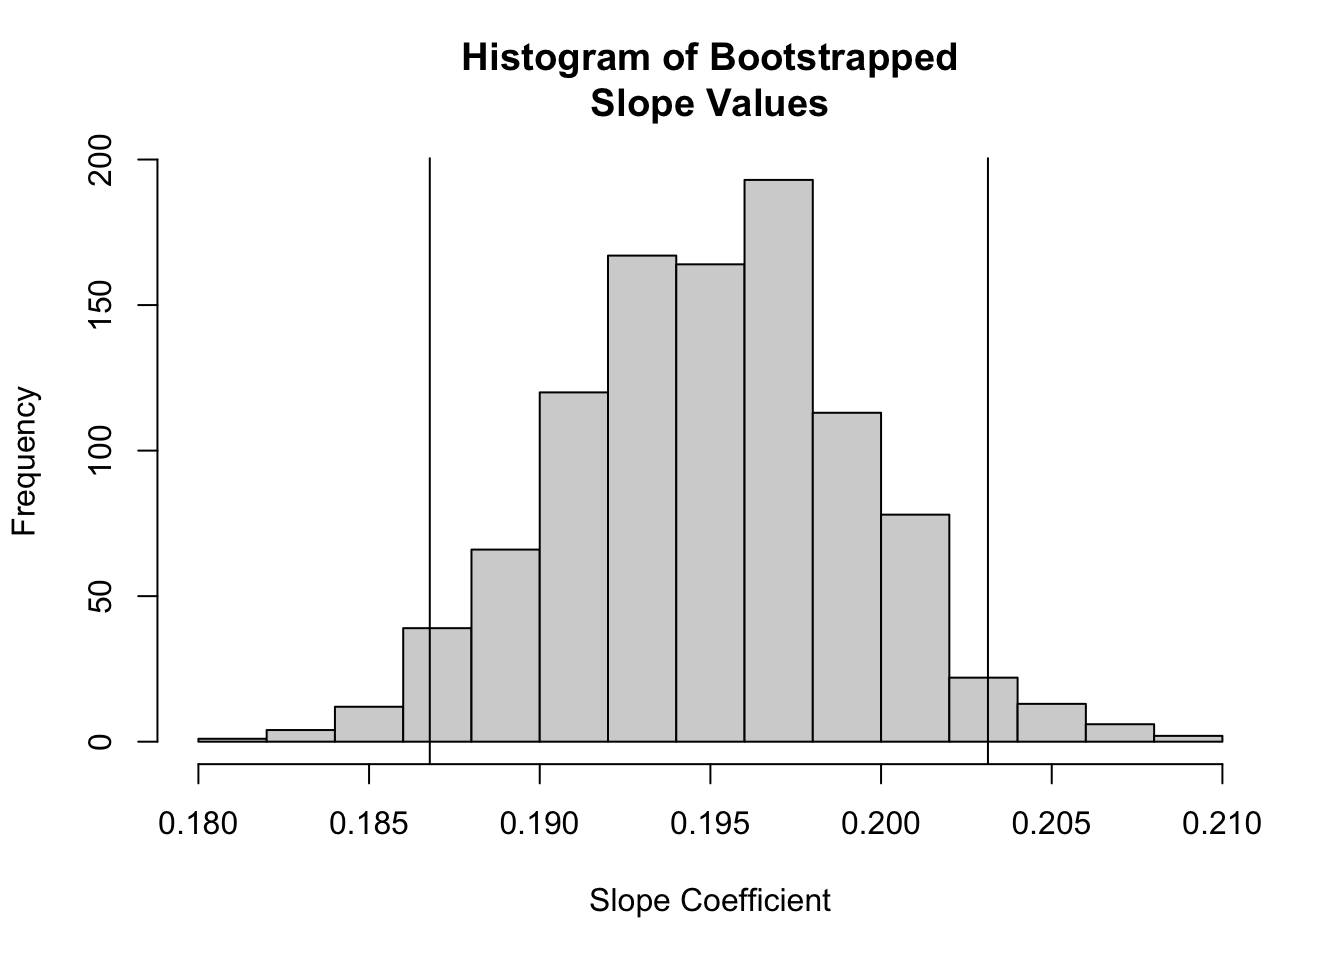 Histogram of Bootstrapped
Slope Values
Frequency
200
150
100
50
0
0.180 0.185 0.190 0.195 0.200 0.205 0.210
Slope Coefficient